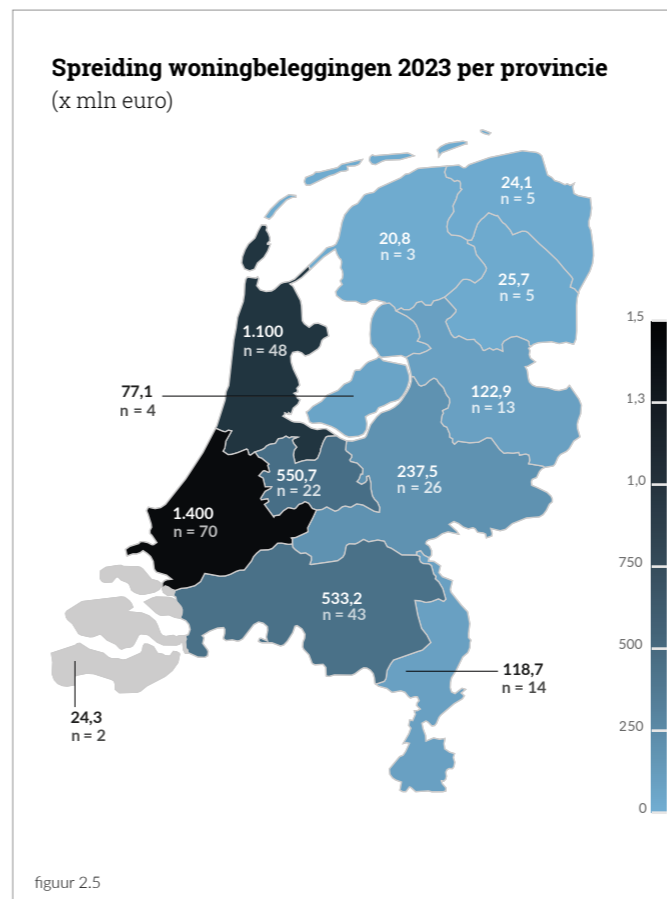 Spreiding woningbeleggingen 2023 per provincie
(x mln euro)
24,1
n = 5
20,8
n = 3
25,7
n = 5
1.100
n = 48
77,1
n = 4
122,9
n = 13
550,7
n = 22
237,5
n = 26
1.400
n = 70
533,2
n = 43
118,7
n = 14
24,3
n = 2
1,5
1,3
1,0
750
500
250
0
figuur 2.5